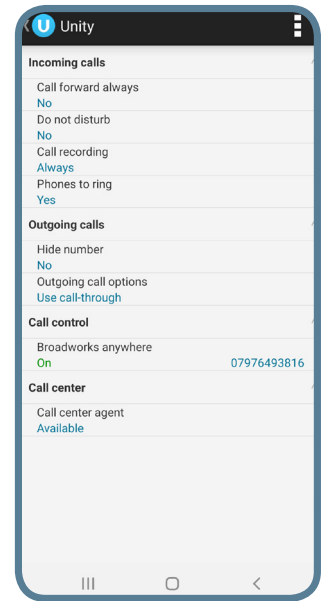 Unity
Incoming calls
Call forward always
No
Do not disturb
No
Call recording
Always
Phones to ring
Yes
Outgoing calls
Hide number
No
Outgoing call options
Use call-through
Call control
Broadworks anywhere
On 07976493816
Call center
Call center agent
Available